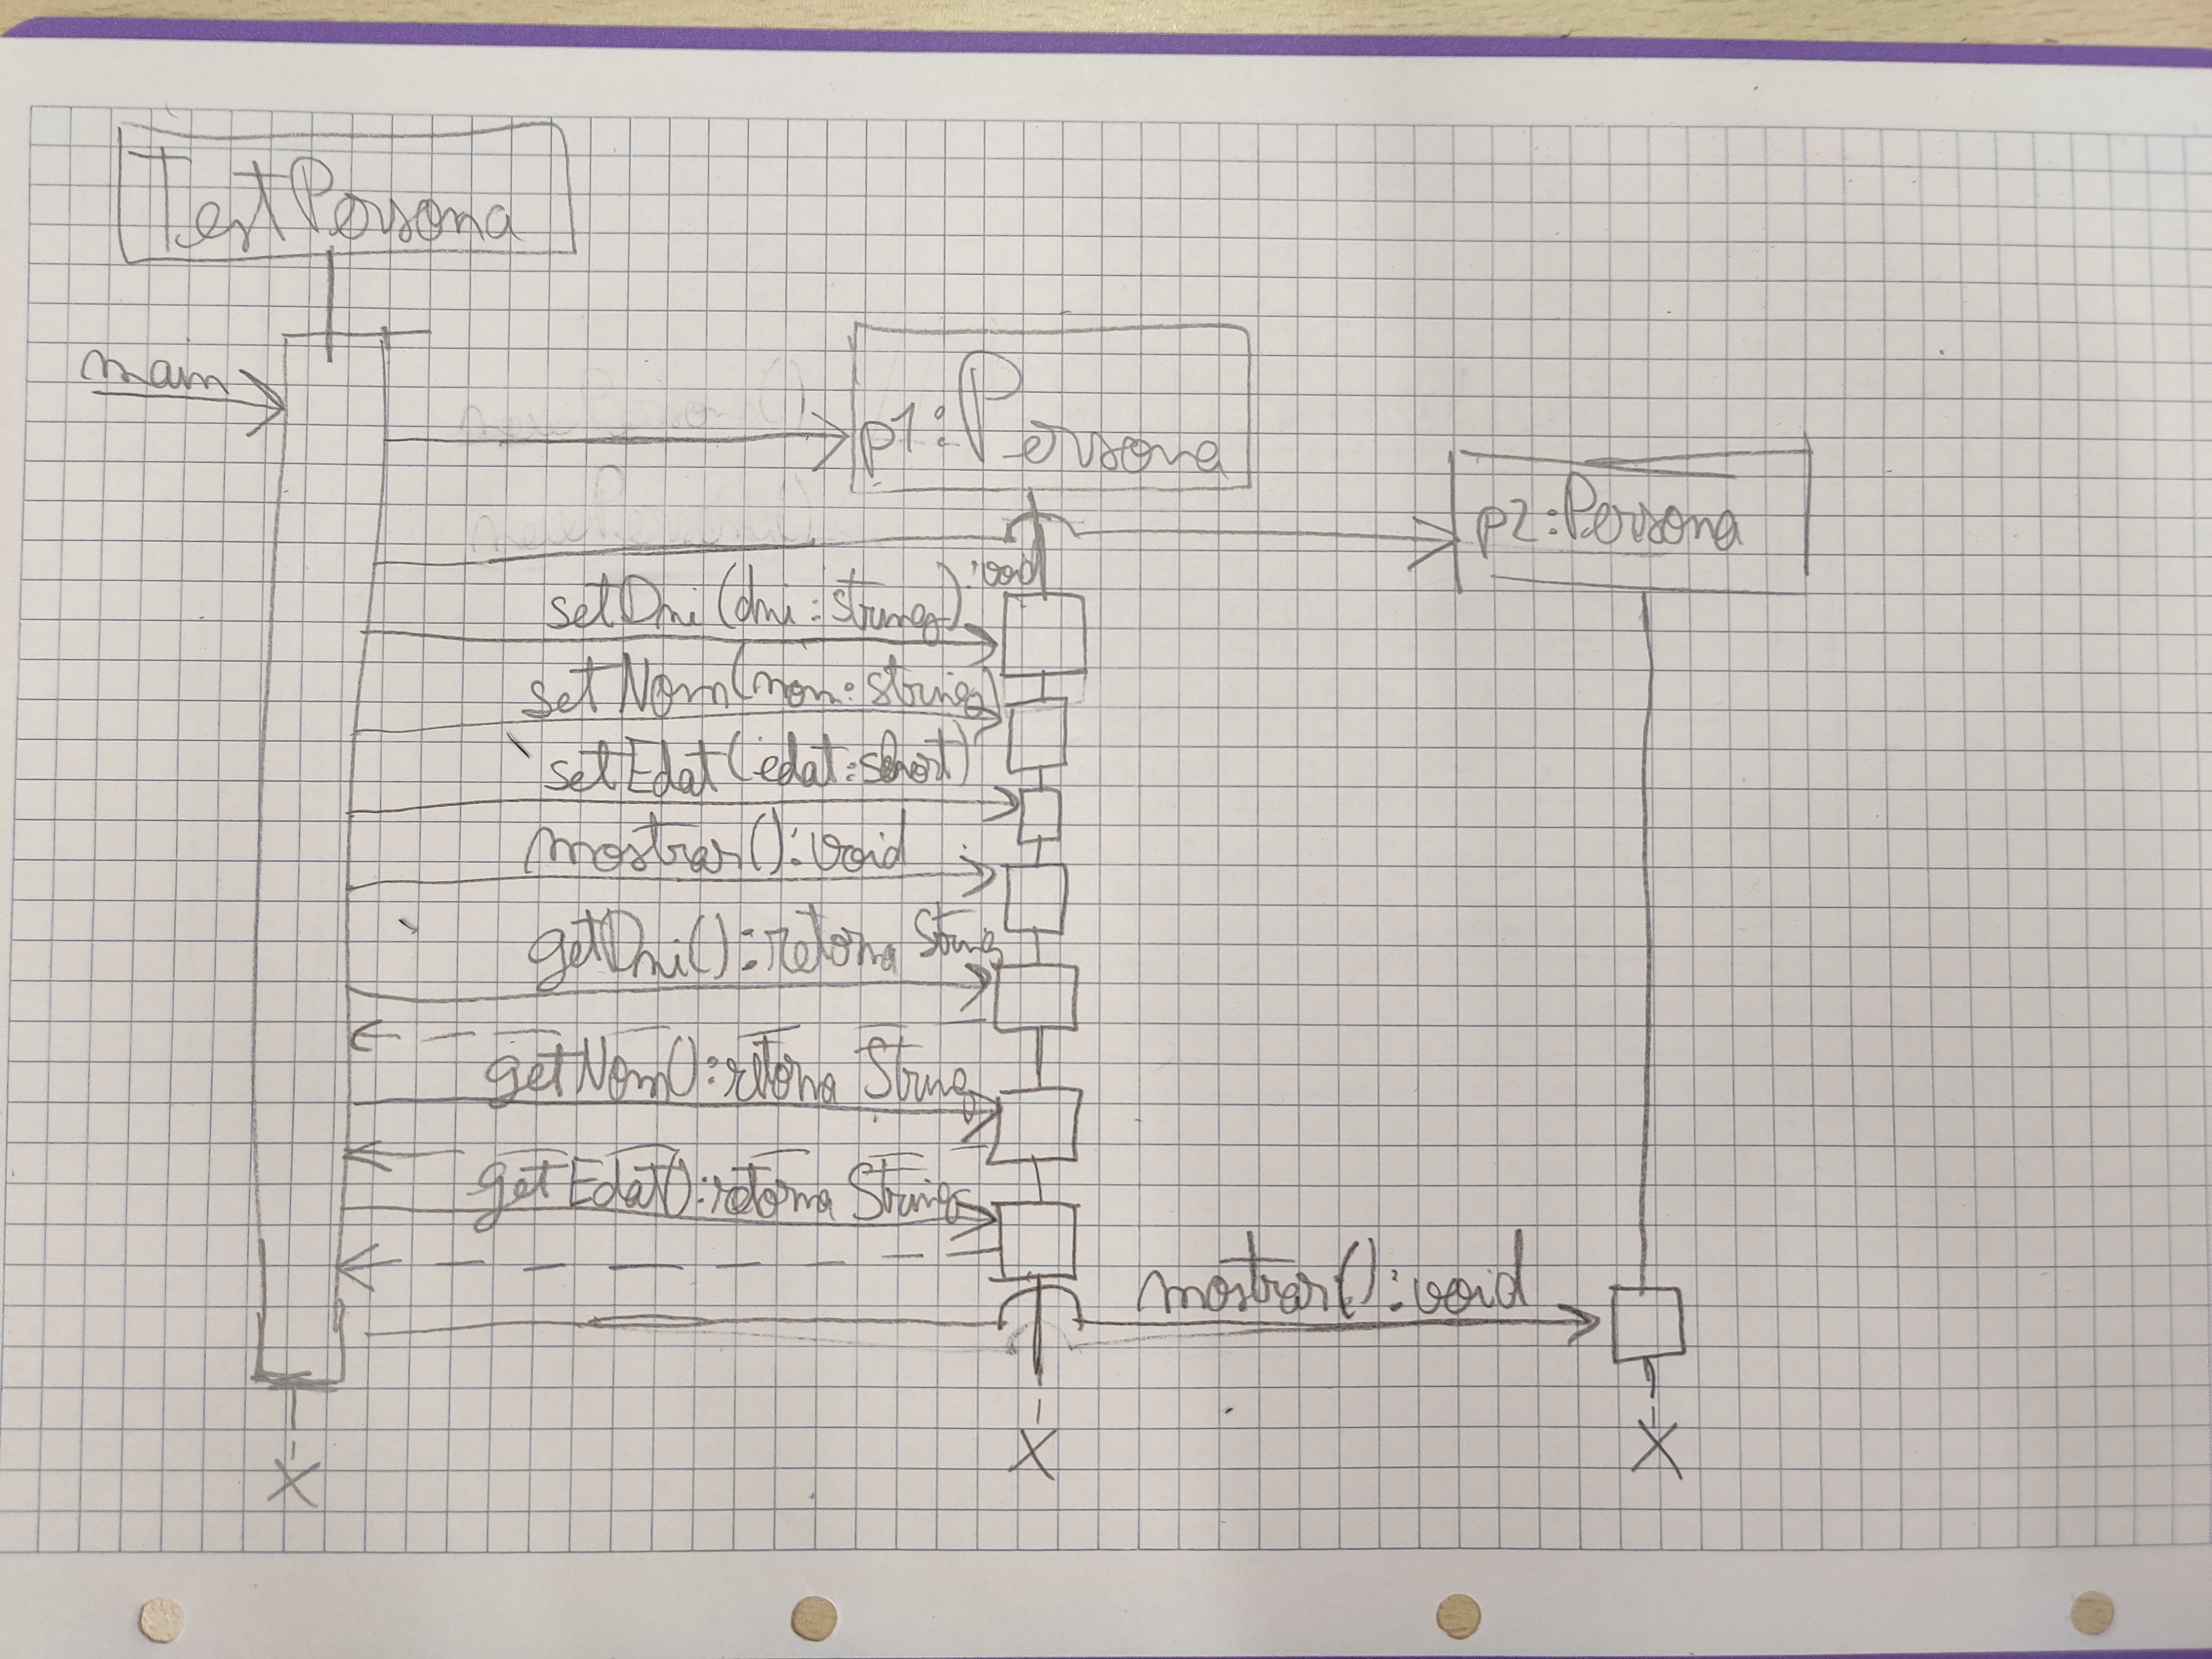 TestPersona
main
p1: Persona
p2: Persona
setDni(dni: String): void
setNom(nom: string)
setEdat(edat: short)
mostrar(): void
getDni(): retorna String
getNom(): retorna String
getEdat(): retorna String
mostrar(): void
X
X
X